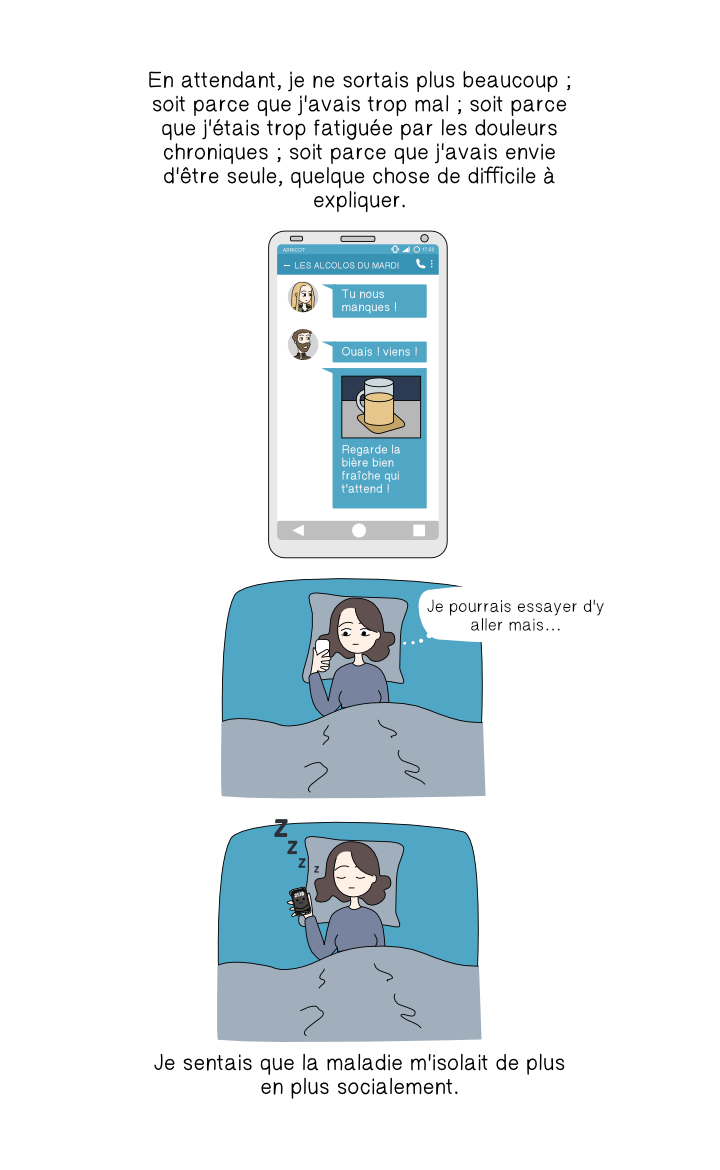 En attendant, je ne sortais plus beaucoup ;
soit parce que j'avais trop mal ; soit parce
que j'étais trop fatiguée par les douleurs
chroniques ; soit parce que j'avais envie
d'être seule, quelque chose de difficile à
expliquer.
ABRICOT
– LES ALCOLOS DU MARDI
Tu nous
manques !
Ouais ! viens !
Regarde la
bière bien
fraîche qui
t'attend !
Je pourrais essayer d'y
aller mais...
Z
Z
Z
Z
Je sentais que la maladie m'isolait de plus
en plus socialement.